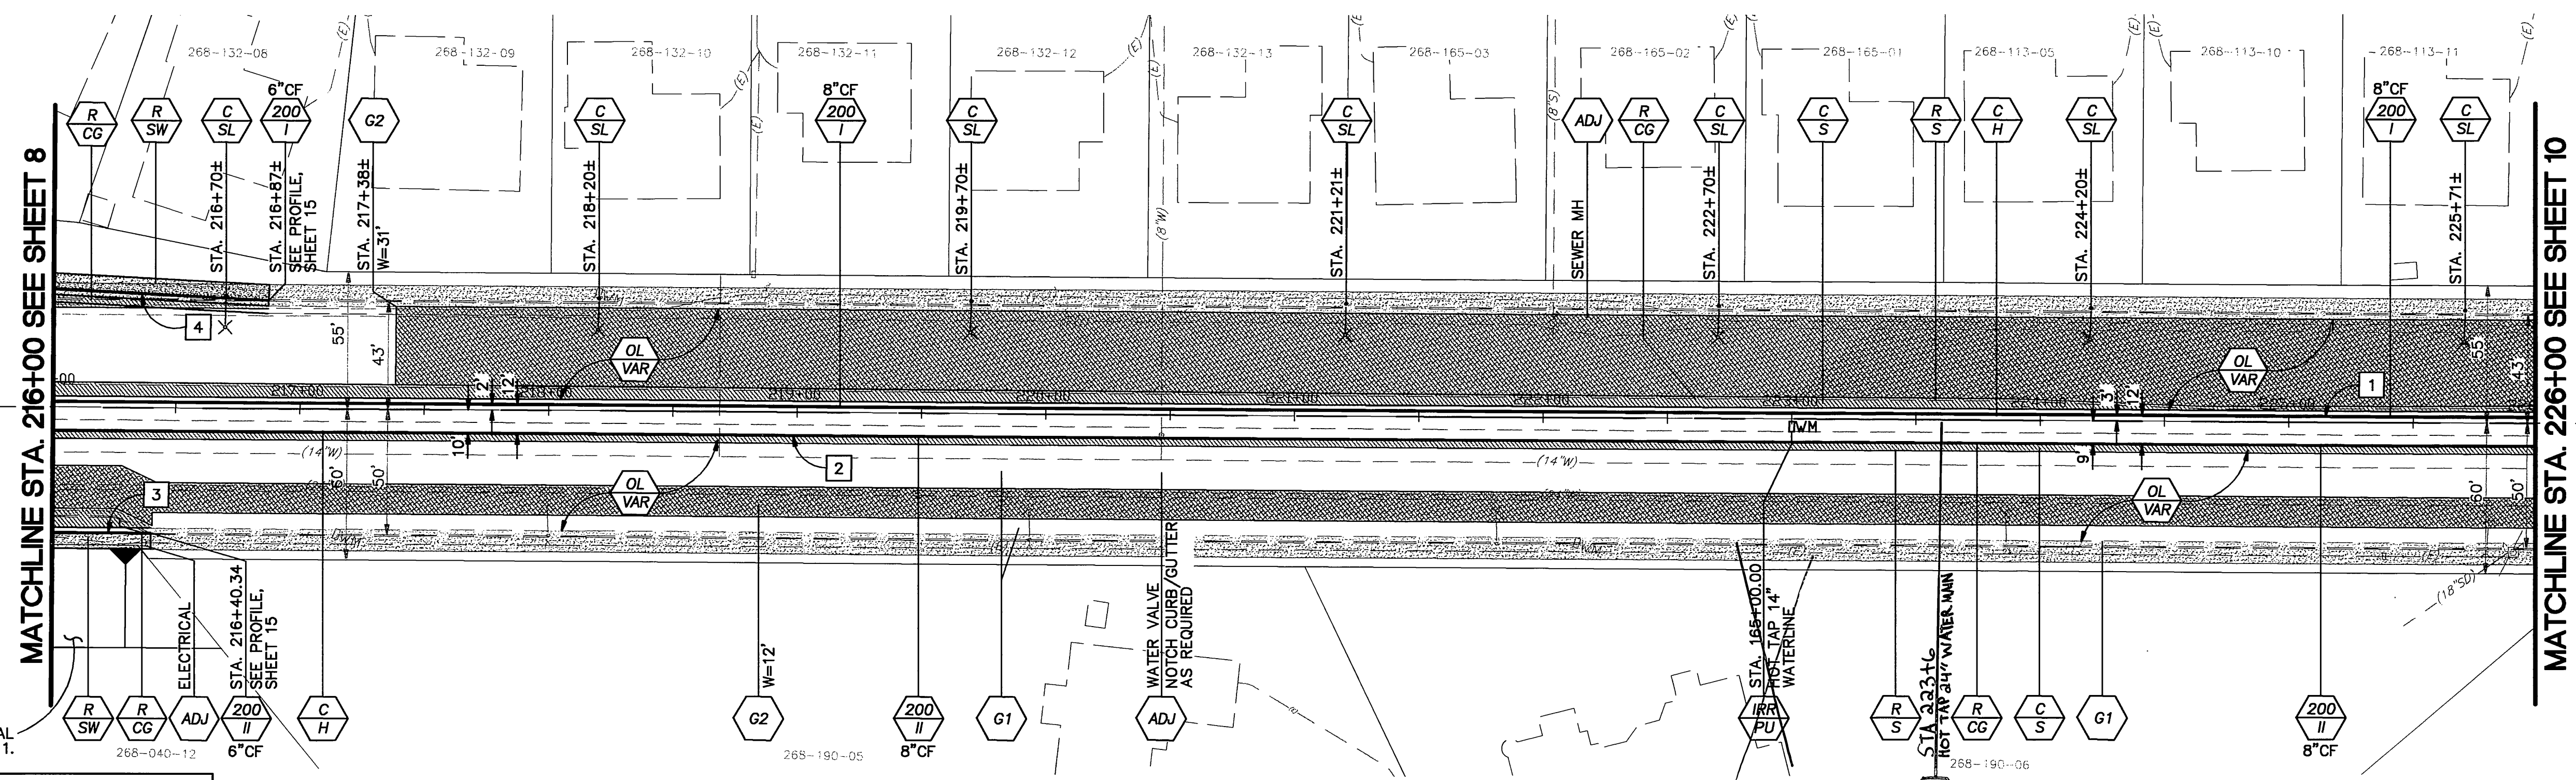 268-132-08
268-132-09
268-132-10
268-132-11
268-132-12
268-132-13
268-165-03
268-165-02
268-165-01
268-113-05
268-113-10
268-113-11
(E)
(E)
(E)
(E)
(E)
(E)
(E)
(E)
(E)
(8"W)
(8"S)
6"CF
8"CF
8"CF
R CG
R SW
C SL
200 I
G2
C SL
200 I
C SL
C SL
ADJ
R CG
C SL
C S
R S
C H
C SL
200 I
C SL
MATCHLINE STA. 216+00 SEE SHEET 8
STA. 216+70±
STA. 216+87±
SEE PROFILE,
SHEET 15
STA. 217+38±
W=31'
STA. 218+20±
STA. 219+70±
STA. 221+21±
SEWER MH
STA. 222+70±
STA. 224+20±
STA. 225+71±
MATCHLINE STA. 226+00 SEE SHEET 10
4
55'
43'
OL VAR
OL VAR
55'
43'
1
217+00
218+00
219+00
220+00
221+00
222+00
223+00
224+00
2'
12'
3'
12'
10'
9'
WM
(14"W)
(14"W)
2
3
60'
50'
OL VAR
OL VAR
60'
50'
(18"SD)
ELECTRICAL
STA. 216+40.34
SEE PROFILE,
SHEET 15
W=12'
WATER VALVE
NOTCH CURB/GUTTER
AS REQUIRED
STA. 165+00.00
HOT TAP 14"
WATERLINE
STA 223+6
HOT TAP 24" WATER MAIN
R SW
R CG
ADJ
200 II
C H
G2
200 II
G1
ADJ
IRR PU
R S
R CG
C S
G1
200 II
6"CF
8"CF
8"CF
AL
1.
268-040-12
268-190-05
268-190-06